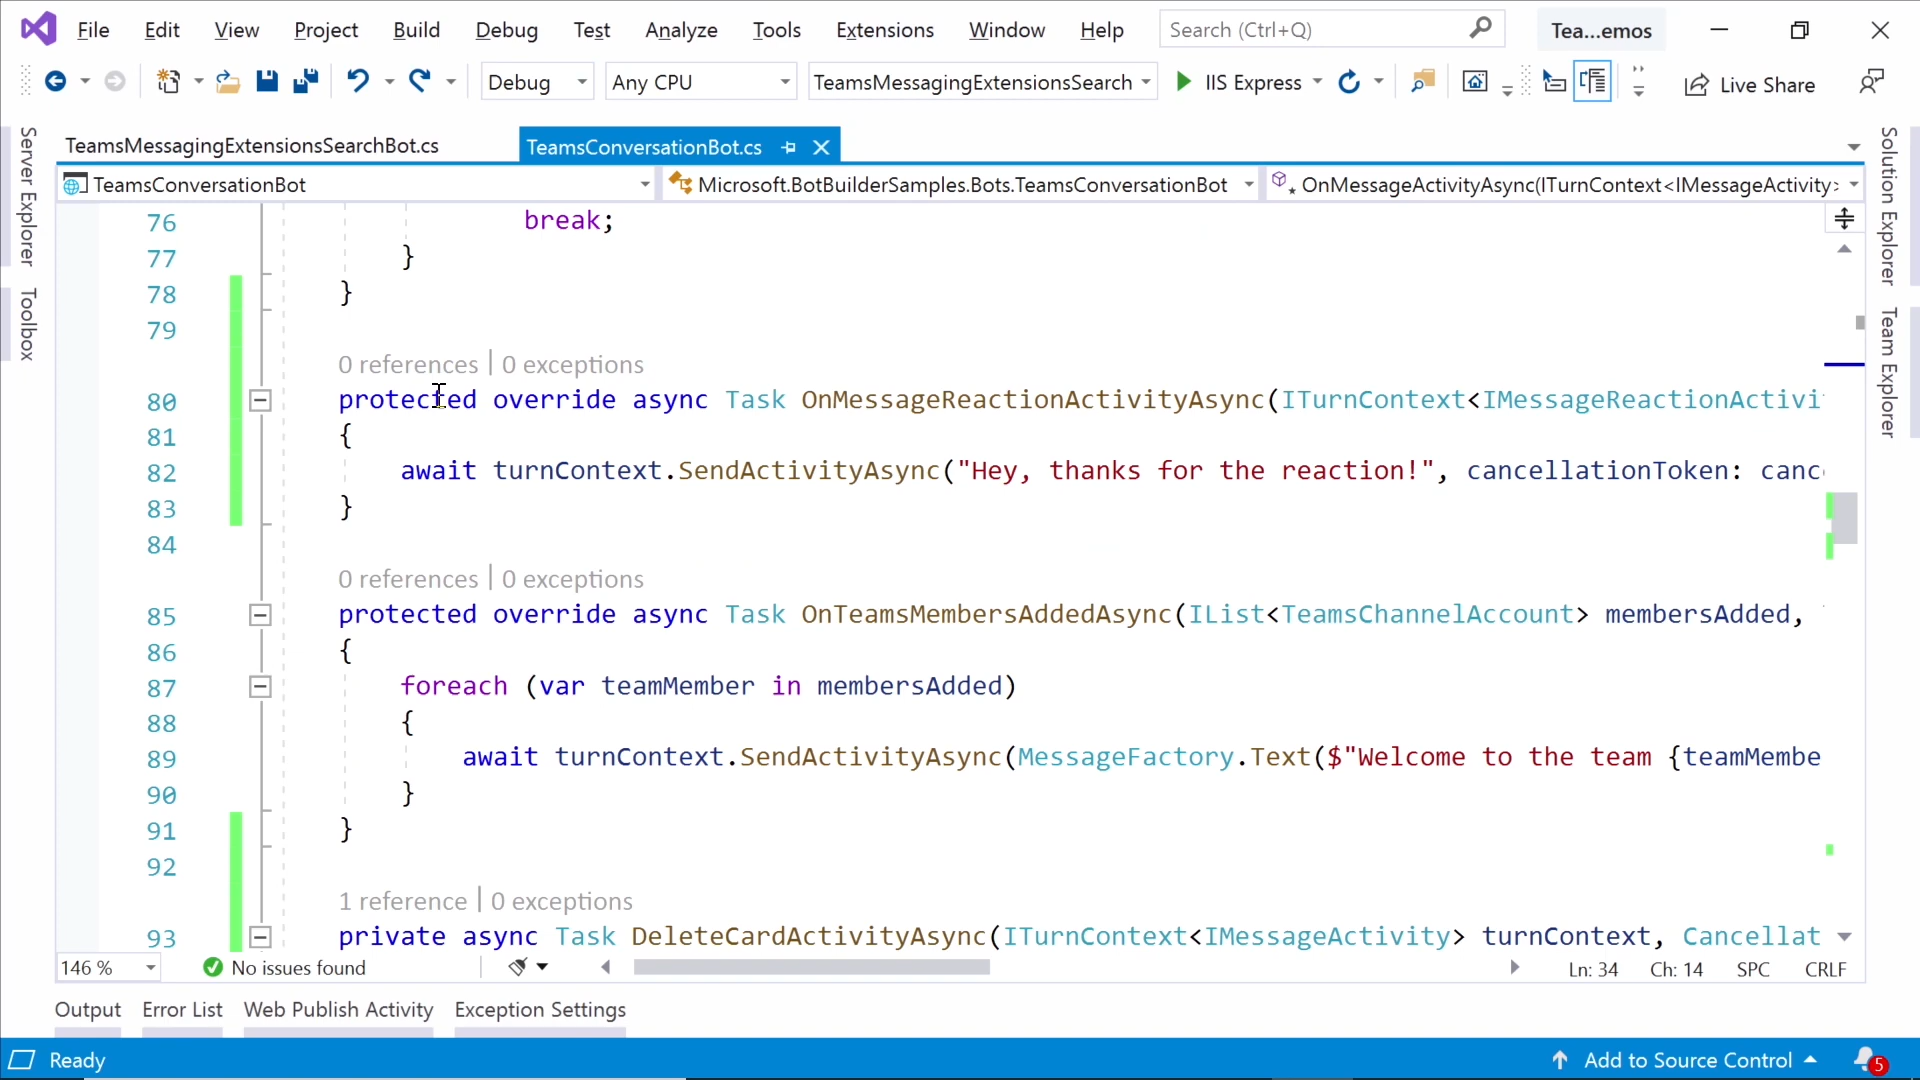 File Edit View Project Build Debug Test Analyze Tools Extensions Window Help Search (Ctrl+Q) Tea...emos
Debug Any CPU TeamsMessagingExtensionsSearch IIS Express Live Share
TeamsMessagingExtensionsSearchBot.cs TeamsConversationBot.cs
TeamsConversationBot Microsoft.BotBuilderSamples.Bots.TeamsConversationBot OnMessageActivityAsync(ITurnContext<IMessageActivity>
Server Explorer
Toolbox
Solution Explorer
Team Explorer
76 break;
77 }
78 }
79
0 references | 0 exceptions
80 protected override async Task OnMessageReactionActivityAsync(ITurnContext<IMessageReactionActivi
81 {
82 await turnContext.SendActivityAsync("Hey, thanks for the reaction!", cancellationToken: canc
83 }
84
0 references | 0 exceptions
85 protected override async Task OnTeamsMembersAddedAsync(IList<TeamsChannelAccount> membersAdded,
86 {
87 foreach (var teamMember in membersAdded)
88 {
89 await turnContext.SendActivityAsync(MessageFactory.Text($"Welcome to the team {teamMembe
90 }
91 }
92
1 reference | 0 exceptions
93 private async Task DeleteCardActivityAsync(ITurnContext<IMessageActivity> turnContext, Cancellat
146 % No issues found Ln: 34 Ch: 14 SPC CRLF
Output Error List Web Publish Activity Exception Settings
Ready Add to Source Control 5